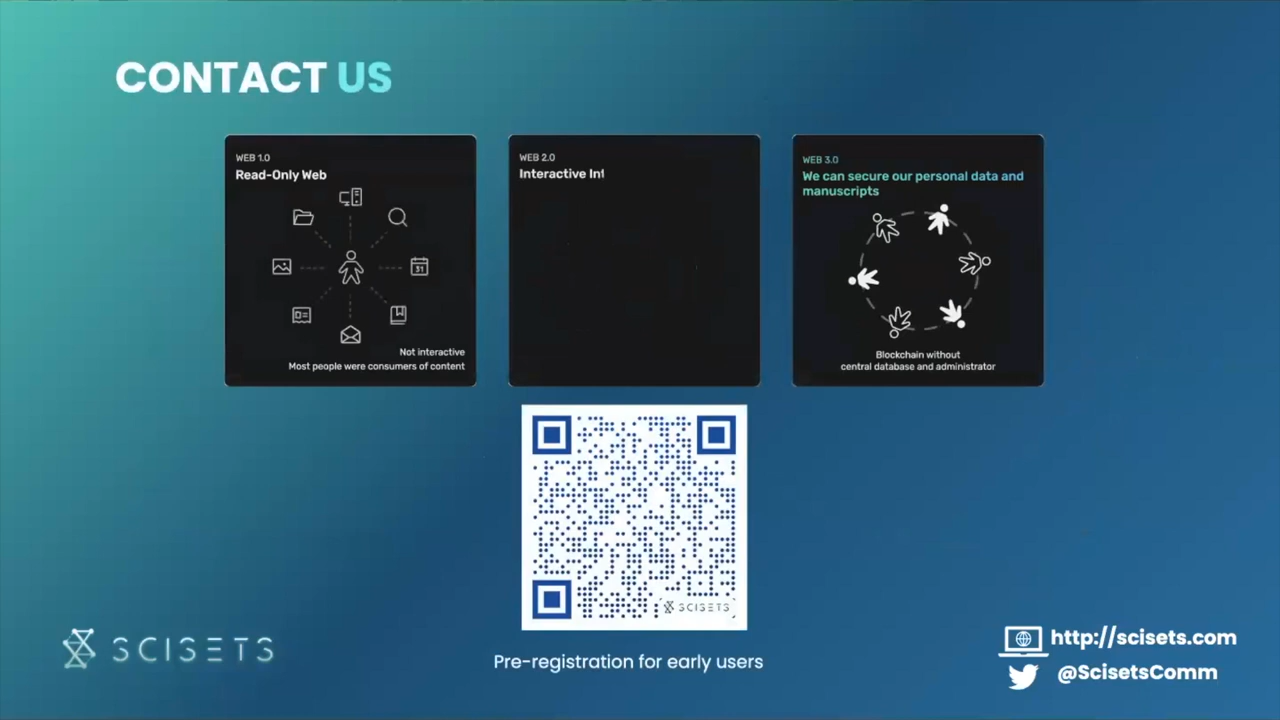 CONTACT US
WEB 1.0
Read-Only Web
31
Not interactive
Most people were consumers of content
WEB 2.0
Interactive Int
WEB 3.0
We can secure our personal data and
manuscripts
Blockchain without
central database and administrator
SCISETS
Pre-registration for early users
SCISETS
http://scisets.com
@ScisetsComm